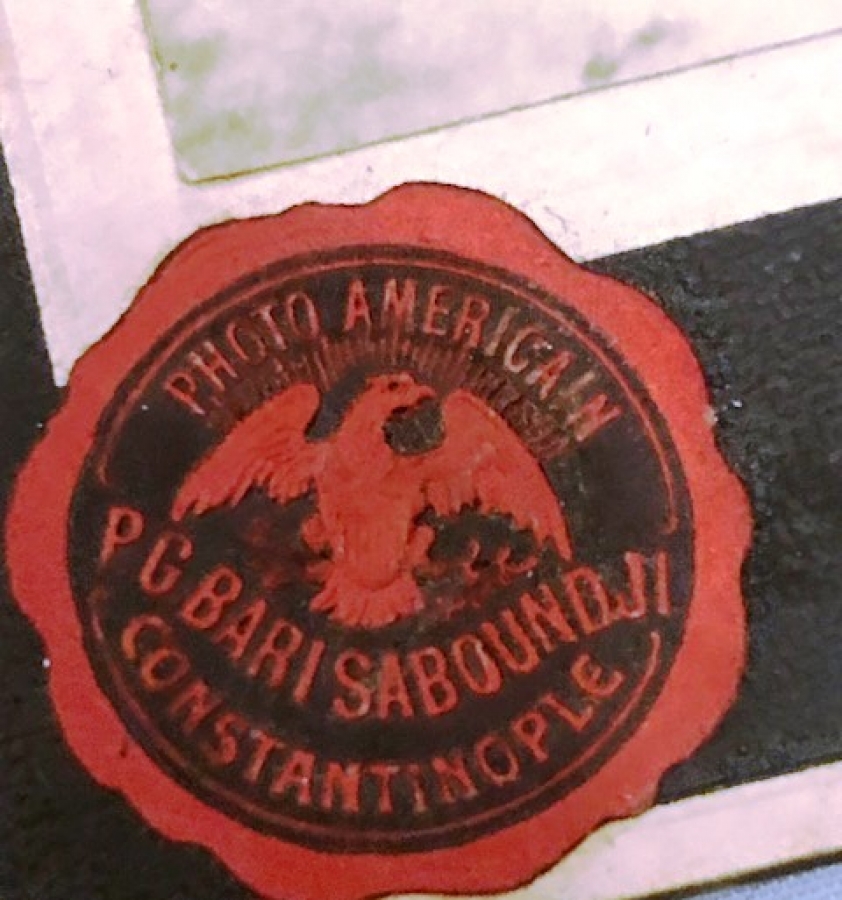 PHOTO AMERICAIN
P G BARI SABOUNDJI
CONSTANTINOPLE